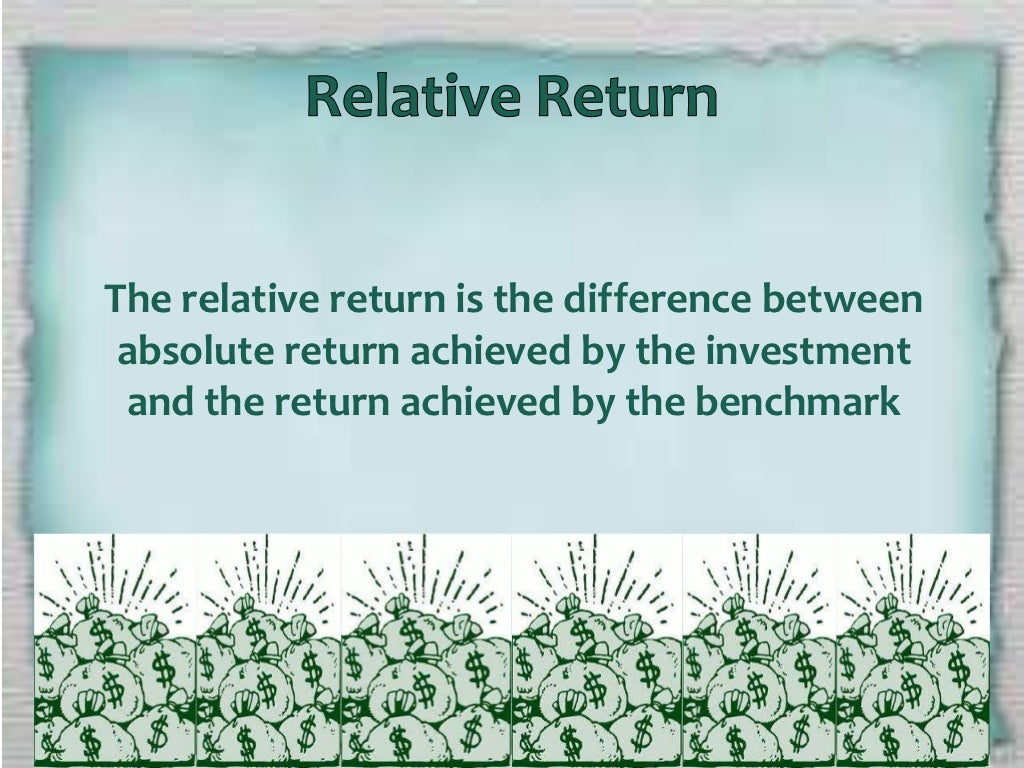 Relative Return
The relative return is the difference between
absolute return achieved by the investment
and the return achieved by the benchmark